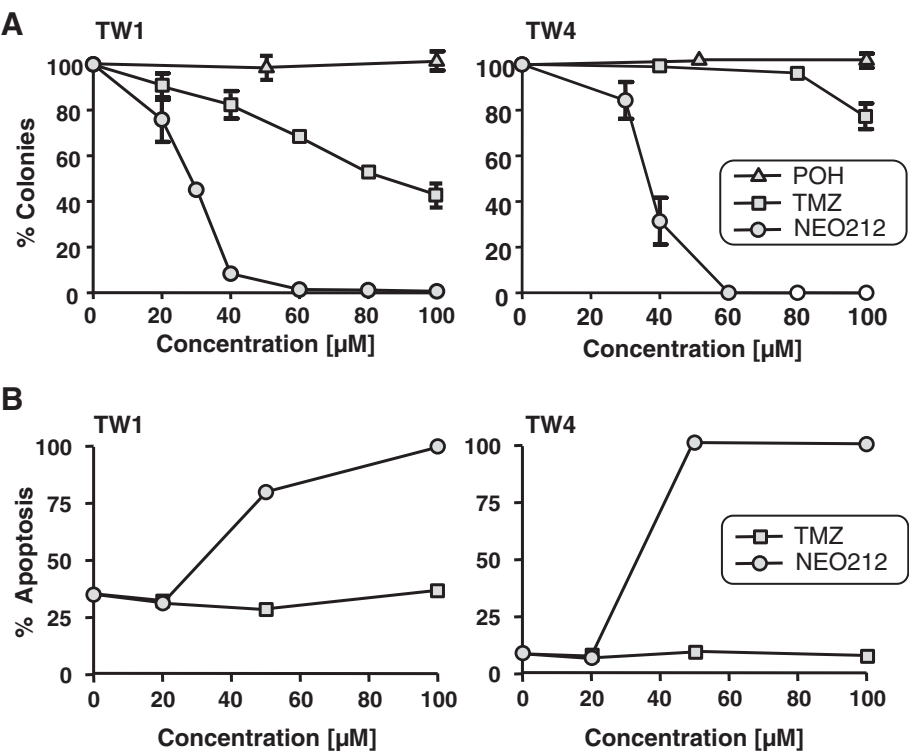 A
TW1
TW4
100
80
60
40
20
0
% Colonies
0 20 40 60 80 100
Concentration [µM]
100
80
60
40
20
0
0 20 40 60 80 100
Concentration [µM]
POH
TMZ
NEO212
B
TW1
TW4
100
75
50
25
0
% Apoptosis
0 20 40 60 80 100
Concentration [µM]
100
75
50
25
0
0 20 40 60 80 100
Concentration [µM]
TMZ
NEO212